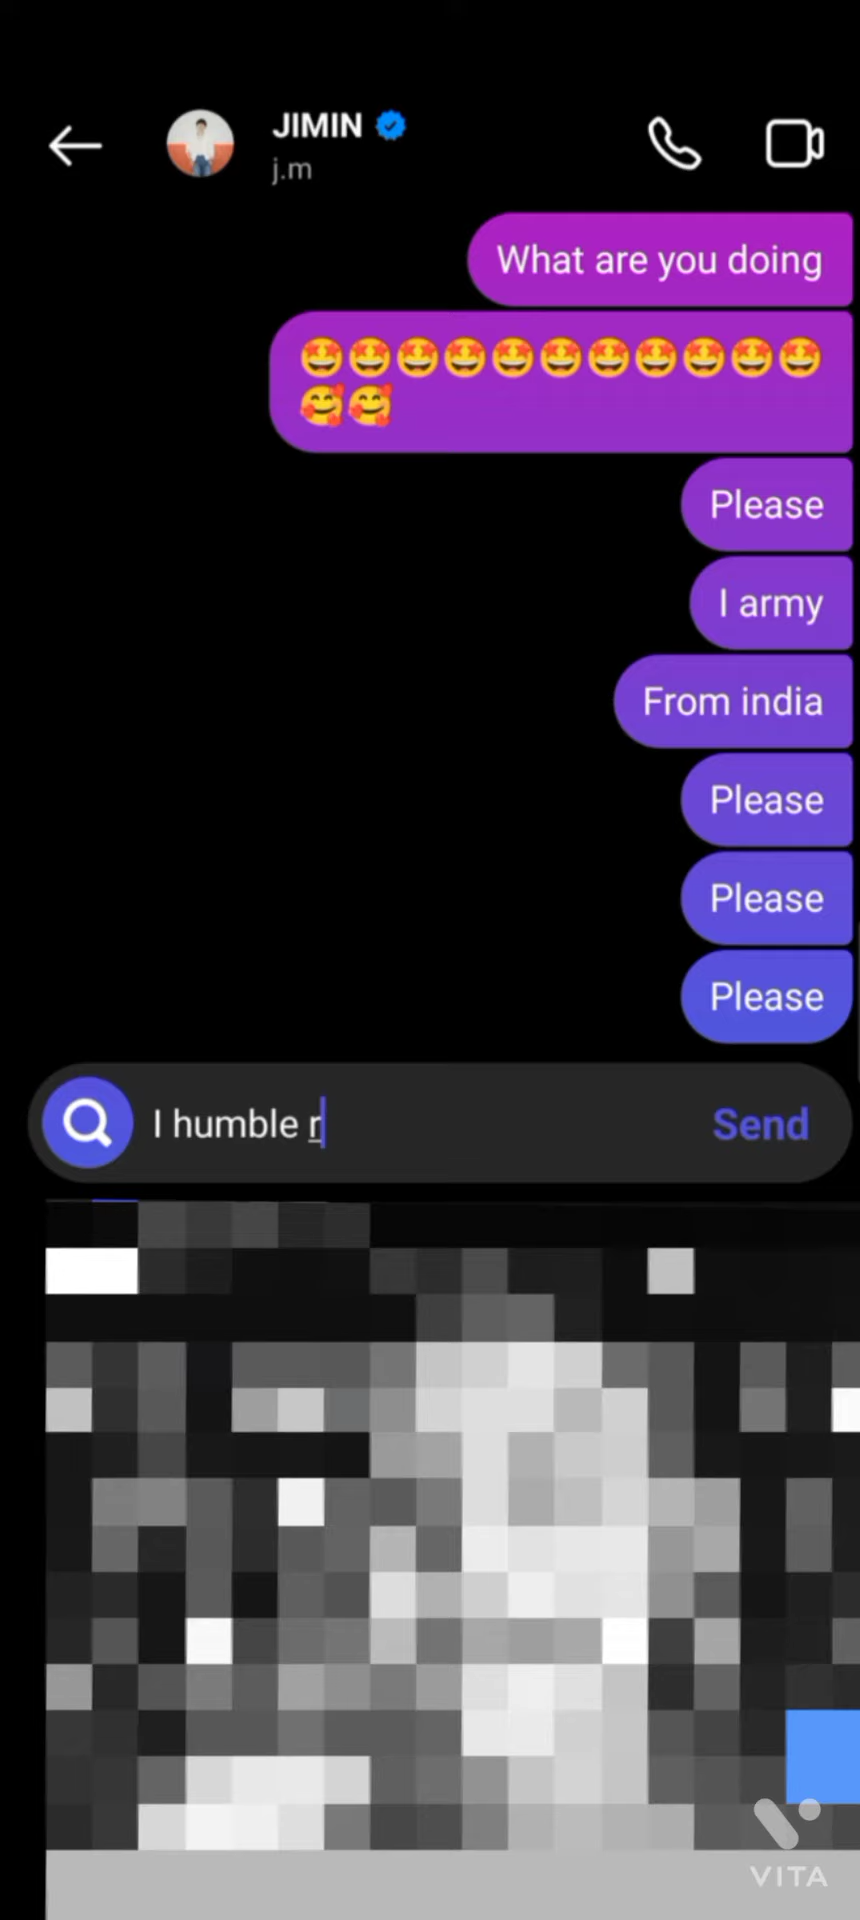 JIMIN
j.m
What are you doing
🤩🤩🤩🤩🤩🤩🤩🤩🤩🤩🤩
🥰🥰
Please
I army
From india
Please
Please
Please
I humble r
Send
VITA